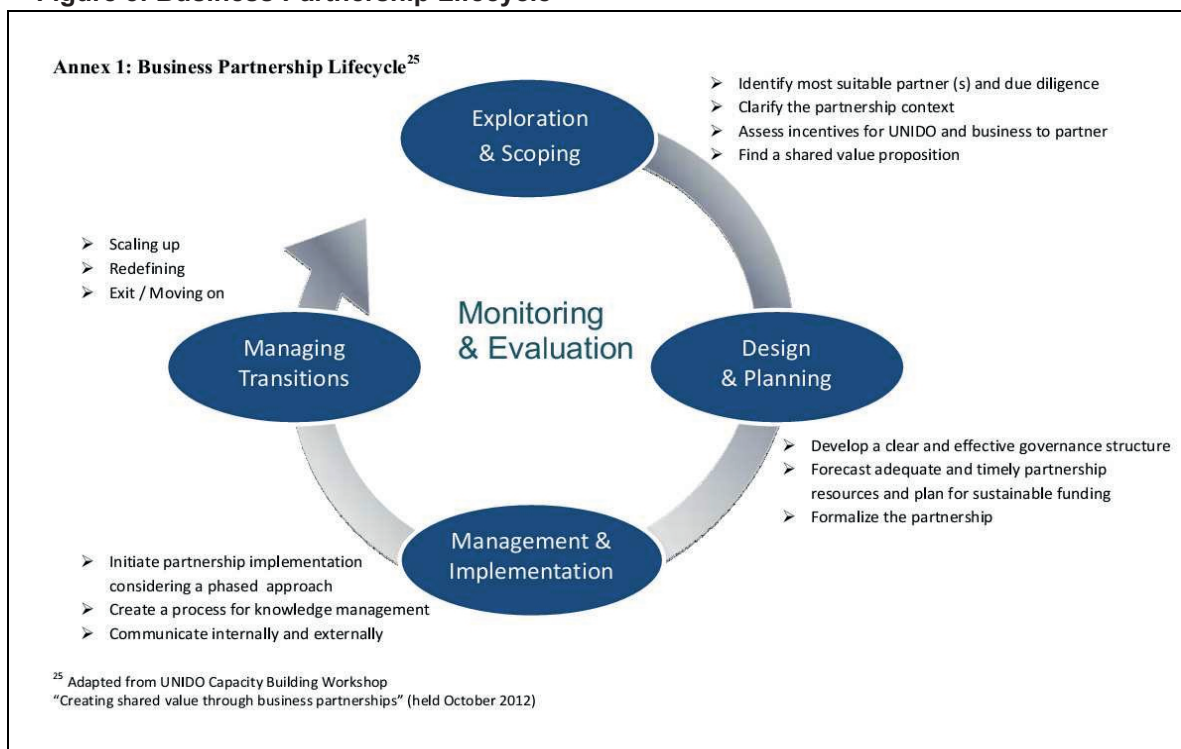 Annex 1: Business Partnership Lifecycle25
Exploration
& Scoping
➢ Identify most suitable partner (s) and due diligence
➢ Clarify the partnership context
➢ Assess incentives for UNIDO and business to partner
➢ Find a shared value proposition
➢ Scaling up
➢ Redefining
➢ Exit / Moving on
Monitoring
& Evaluation
Managing
Transitions
Design
& Planning
➢ Develop a clear and effective governance structure
➢ Forecast adequate and timely partnership
resources and plan for sustainable funding
➢ Formalize the partnership
Management &
Implementation
➢ Initiate partnership implementation
considering a phased approach
➢ Create a process for knowledge management
➢ Communicate internally and externally
25 Adapted from UNIDO Capacity Building Workshop
“Creating shared value through business partnerships” (held October 2012)